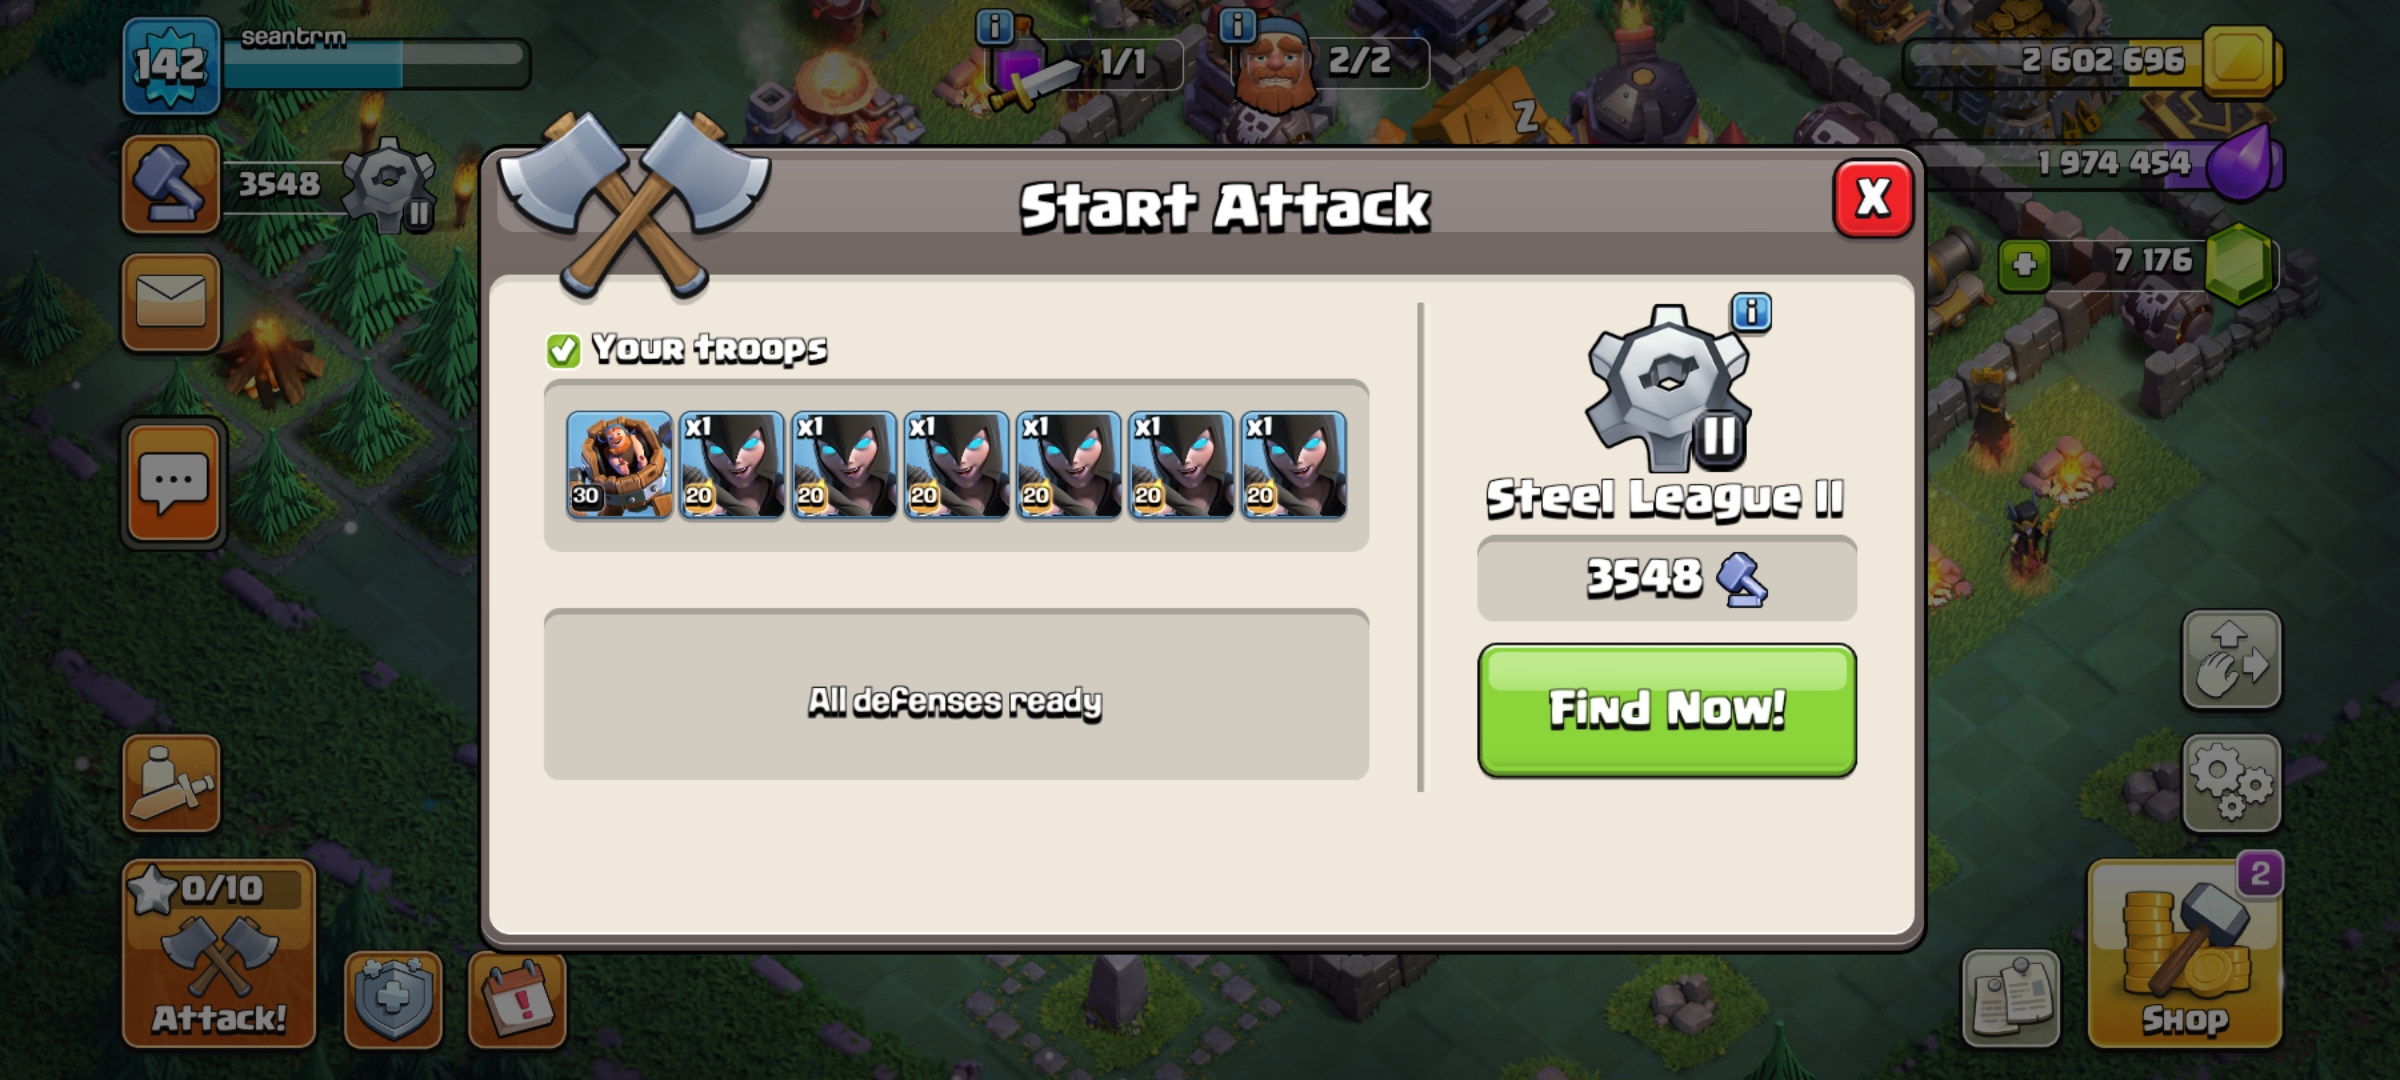 142
seantrm
1/1
2/2
2 602 696
3548
II
1 974 454
7 176
Z
Start Attack
X
Your troops
30
x1 20
x1 20
x1 20
x1 20
x1 20
x1 20
II
Steel League II
3548
Find Now!
All defenses ready
0/10
Attack!
2
Shop